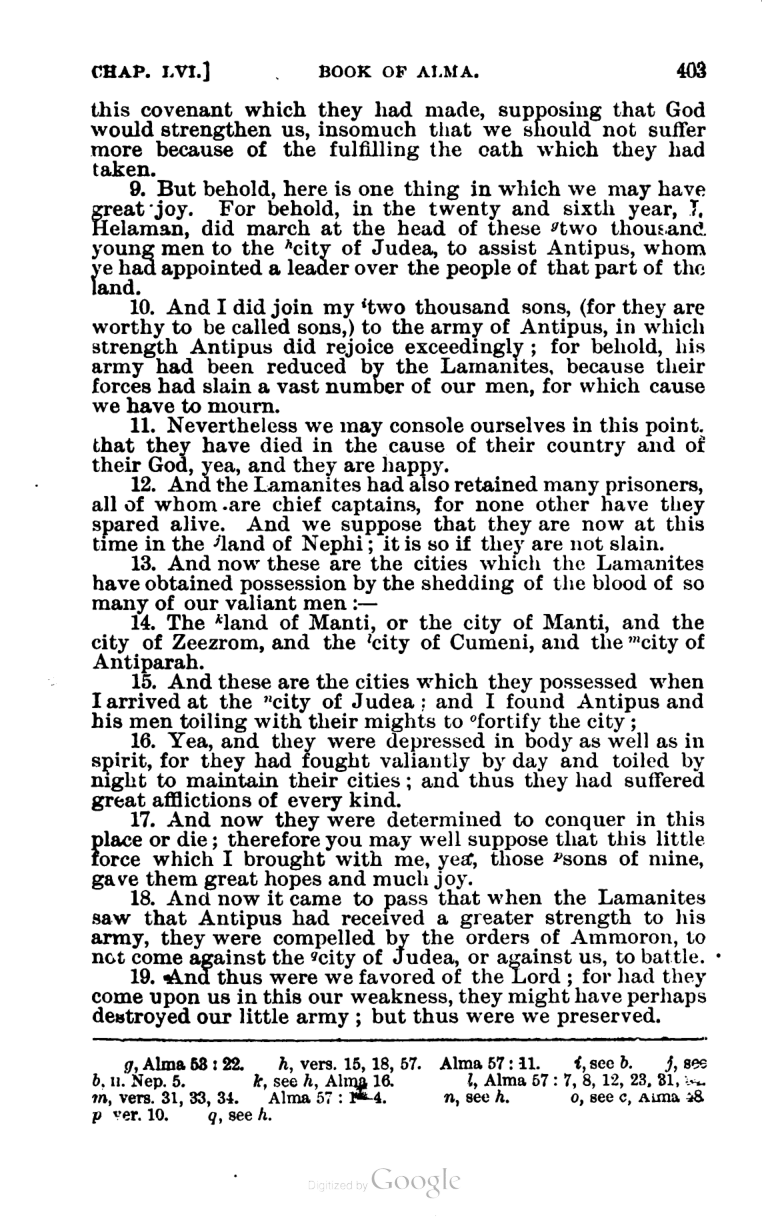 CHAP. LVI.] BOOK OF ALMA. 403
this covenant which they had made, supposing that God
would strengthen us, insomuch that we should not suffer
more because of the fulfilling the oath which they had
taken.
9. But behold, here is one thing in which we may have
great joy. For behold, in the twenty and sixth year, I,
Helaman, did march at the head of these ᵍtwo thousand
young men to the ʰcity of Judea, to assist Antipus, whom
ye had appointed a leader over the people of that part of the
land.
10. And I did join my ⁱtwo thousand sons, (for they are
worthy to be called sons,) to the army of Antipus, in which
strength Antipus did rejoice exceedingly; for behold, his
army had been reduced by the Lamanites, because their
forces had slain a vast number of our men, for which cause
we have to mourn.
11. Nevertheless we may console ourselves in this point.
that they have died in the cause of their country and of
their God, yea, and they are happy.
12. And the Lamanites had also retained many prisoners,
all of whom are chief captains, for none other have they
spared alive. And we suppose that they are now at this
time in the ʲland of Nephi; it is so if they are not slain.
13. And now these are the cities which the Lamanites
have obtained possession by the shedding of the blood of so
many of our valiant men :—
14. The ᵏland of Manti, or the city of Manti, and the
city of Zeezrom, and the ˡcity of Cumeni, and the ᵐcity of
Antiparah.
15. And these are the cities which they possessed when
I arrived at the ⁿcity of Judea; and I found Antipus and
his men toiling with their mights to ᵒfortify the city;
16. Yea, and they were depressed in body as well as in
spirit, for they had fought valiantly by day and toiled by
night to maintain their cities; and thus they had suffered
great afflictions of every kind.
17. And now they were determined to conquer in this
place or die; therefore you may well suppose that this little
force which I brought with me, yea, those ᵖsons of mine,
gave them great hopes and much joy.
18. And now it came to pass that when the Lamanites
saw that Antipus had received a greater strength to his
army, they were compelled by the orders of Ammoron, to
not come against the 𐞥city of Judea, or against us, to battle.
19. And thus were we favored of the Lord; for had they
come upon us in this our weakness, they might have perhaps
destroyed our little army; but thus were we preserved.
g, Alma 53 : 22. h, vers. 15, 18, 57. Alma 57 : 11. i, see b. j, see
b, II. Nep. 5. k, see h, Alma 16. l, Alma 57 : 7, 8, 12, 23, 31,
m, vers. 31, 33, 34. Alma 57 : n, see h. o, see c, Alma 48
p ver. 10. q, see h.
Digitized by Google